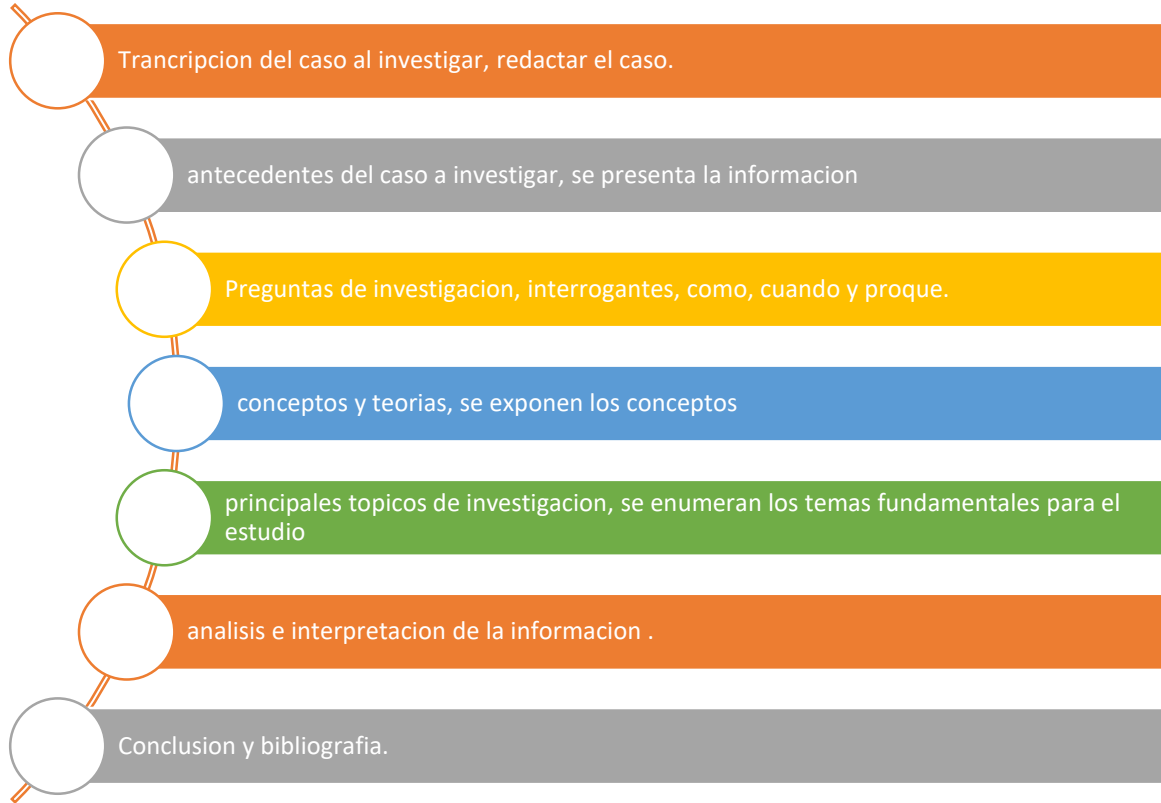 Trancripcion del caso al investigar, redactar el caso.
antecedentes del caso a investigar, se presenta la informacion
Preguntas de investigacion, interrogantes, como, cuando y proque.
conceptos y teorias, se exponen los conceptos
principales topicos de investigacion, se enumeran los temas fundamentales para el
estudio
analisis e interpretacion de la informacion .
Conclusion y bibliografia.